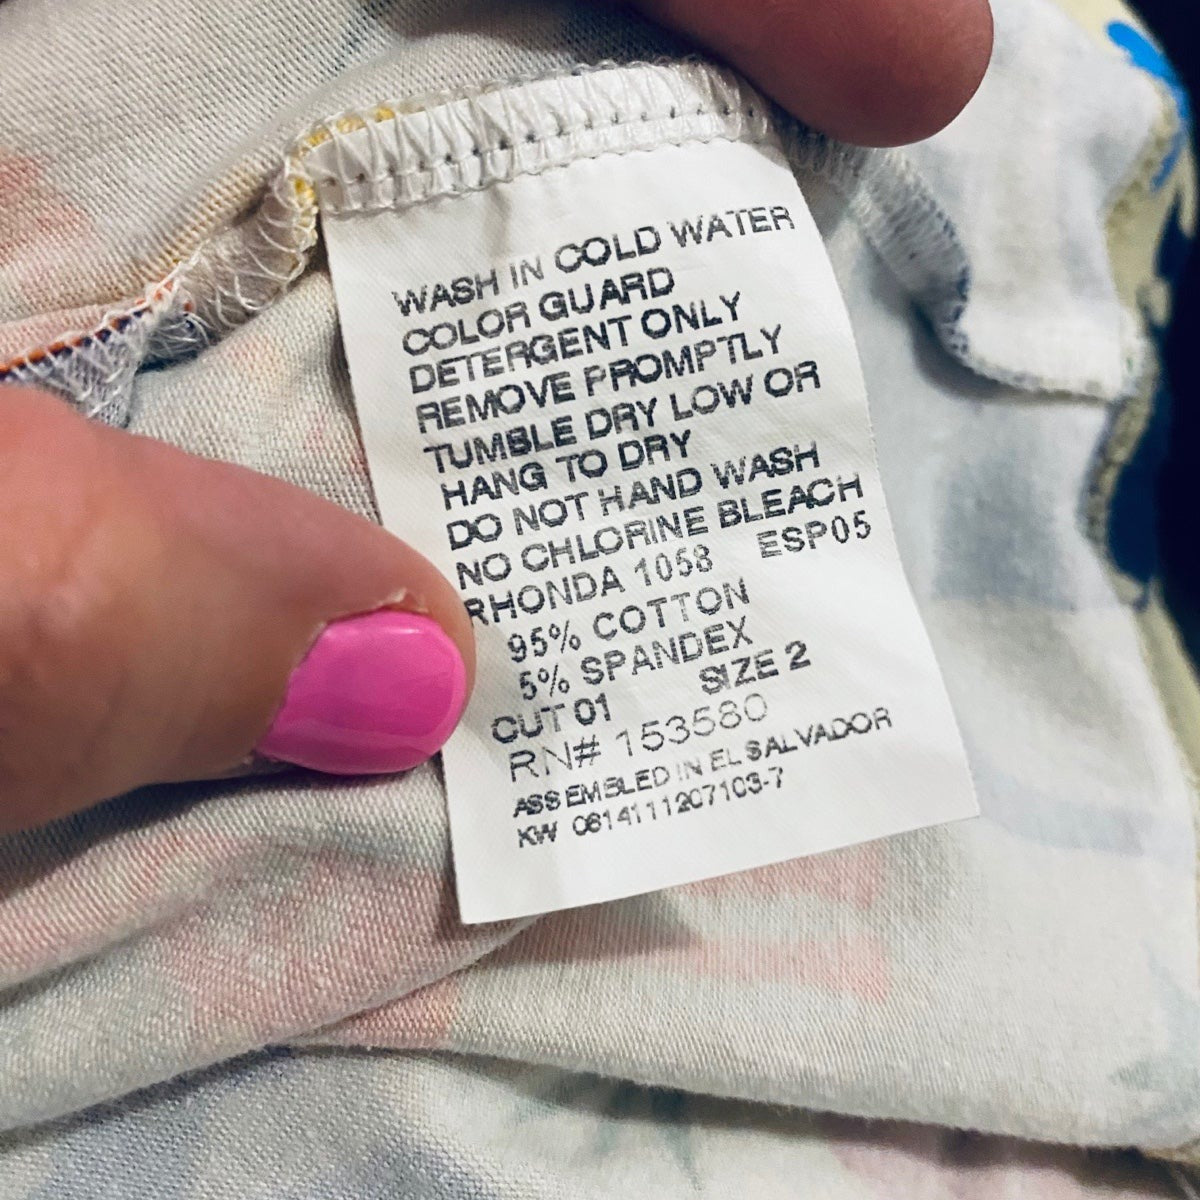 WASH IN COLD WATER
COLOR GUARD
DETERGENT ONLY
REMOVE PROMPTLY
TUMBLE DRY LOW OR
HANG TO DRY
DO NOT HAND WASH
NO CHLORINE BLEACH
RHONDA 1058 ESP05
95% COTTON
5% SPANDEX
CUT 01 SIZE 2
RN# 153580
ASSEMBLED IN EL SALVADOR
KW 0814111207103-7